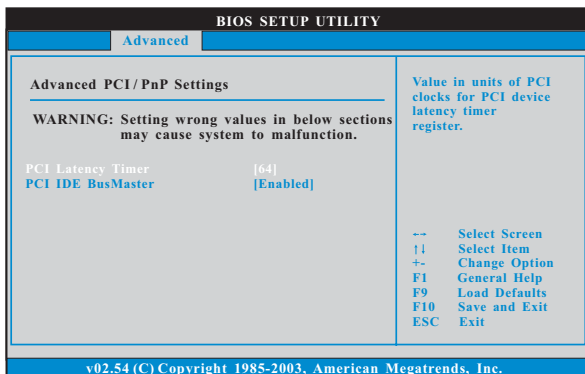 BIOS SETUP UTILITY
Advanced
Advanced PCI / PnP Settings
WARNING: Setting wrong values in below sections
may cause system to malfunction.
PCI Latency Timer [64]
PCI IDE BusMaster [Enabled]
Value in units of PCI
clocks for PCI device
latency timer
register.
←→ Select Screen
↑↓ Select Item
+- Change Option
F1 General Help
F9 Load Defaults
F10 Save and Exit
ESC Exit
v02.54 (C) Copyright 1985-2003, American Megatrends, Inc.